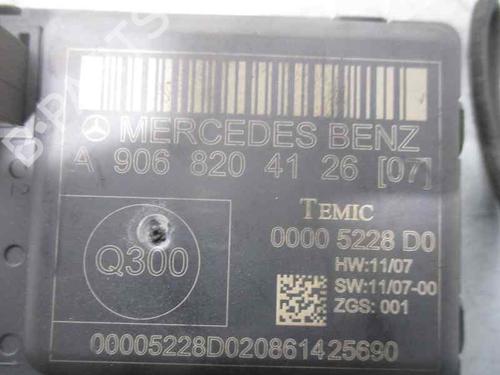 MERCEDES BENZ
A 906 820 41 26 [07]
TEMIC
0000 5228 D0
HW:11/07
Q300
SW:11/07-00
ZGS: 001
00005228D020861425690